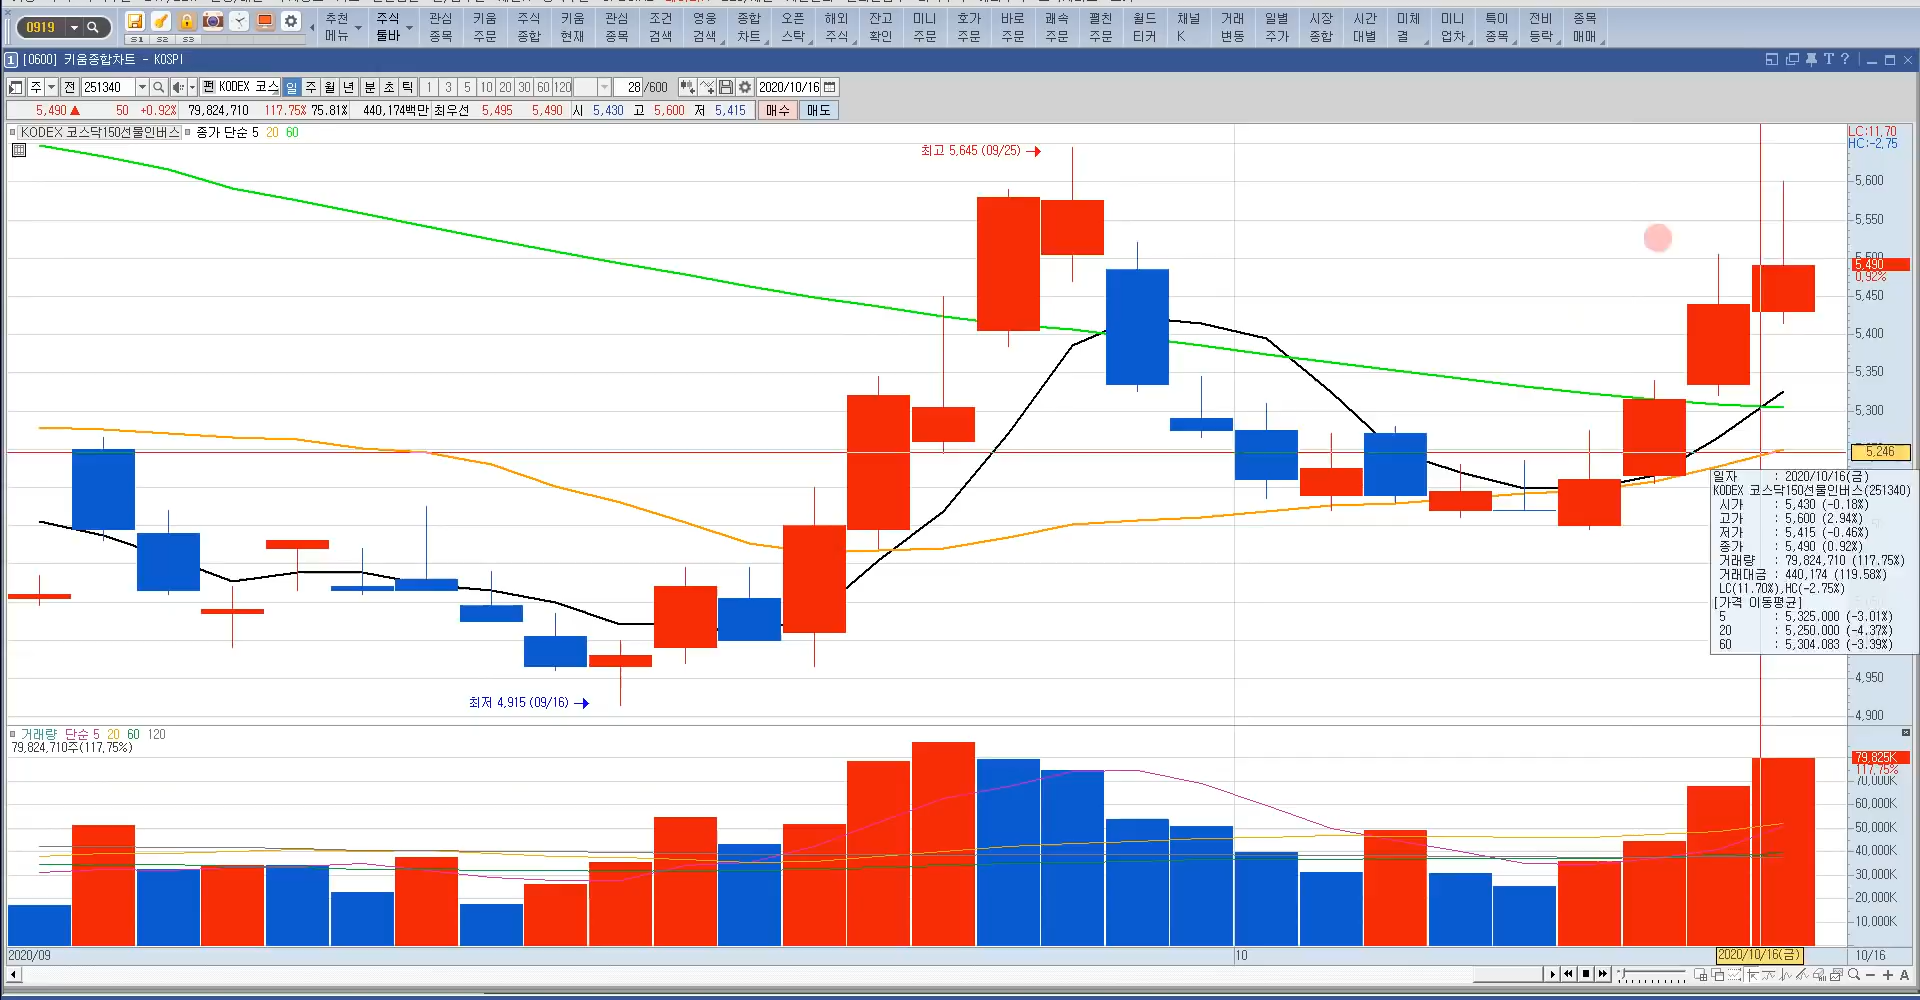 0919
추천 주식 관심 키움 주식 키움 관심 조건 영웅 종합 오픈 해외 잔고 미니 호가 바로 쾌속 펼친 월드 채널 거래 일별 시장 시간 미체 미니 특이 전비 종목
메뉴 툴바 종목 주문 종합 현재 종목 검색 검색 차트 스탁 주식 확인 주문 주문 주문 주문 주문 티커 K 변동 주가 종합 대별 결 업차 종목 등락 매매
S1 S2 S3
1 [0600] 키움종합차트 - KOSPI
주 전 251340 KODEX 코스 일 주 월 년 분 초 틱 1 3 5 10 20 30 60 120 28 /600 2020/10/16
5,490 ▲ 50 +0.92% 79,824,710 117.75% 75.81% 440,174백만 최우선 5,495 5,490 시 5,430 고 5,600 저 5,415 매수 매도
KODEX 코스닥150선물인버스 종가 단순 5 20 60
LC:11.70
HC:-2.75
최고 5,645 (09/25) →
5,600
5,550
5,490
0.92%
5,450
5,400
5,350
5,300
5,246
일자 : 2020/10/16(금)
KODEX 코스닥150선물인버스(251340)
시가 : 5,430 (-0.18%)
고가 : 5,600 (2.94%)
저가 : 5,415 (-0.46%)
종가 : 5,490 (0.92%)
거래량 : 79,824,710 (117.75%)
거래대금 : 440,174 (119.58%)
LC(11.70%),HC(-2.75%)
[가격 이동평균]
5 : 5,325.000 (-3.01%)
20 : 5,250.000 (-4.37%)
60 : 5,304.083 (-3.39%)
4,950
4,900
최저 4,915 (09/16) →
거래량 단순 5 20 60 120
79,824,710주(117.75%)
79,825K
117.75%
70,000K
60,000K
50,000K
40,000K
30,000K
20,000K
10,000K
2020/09 10 2020/10/16(금) 10/16